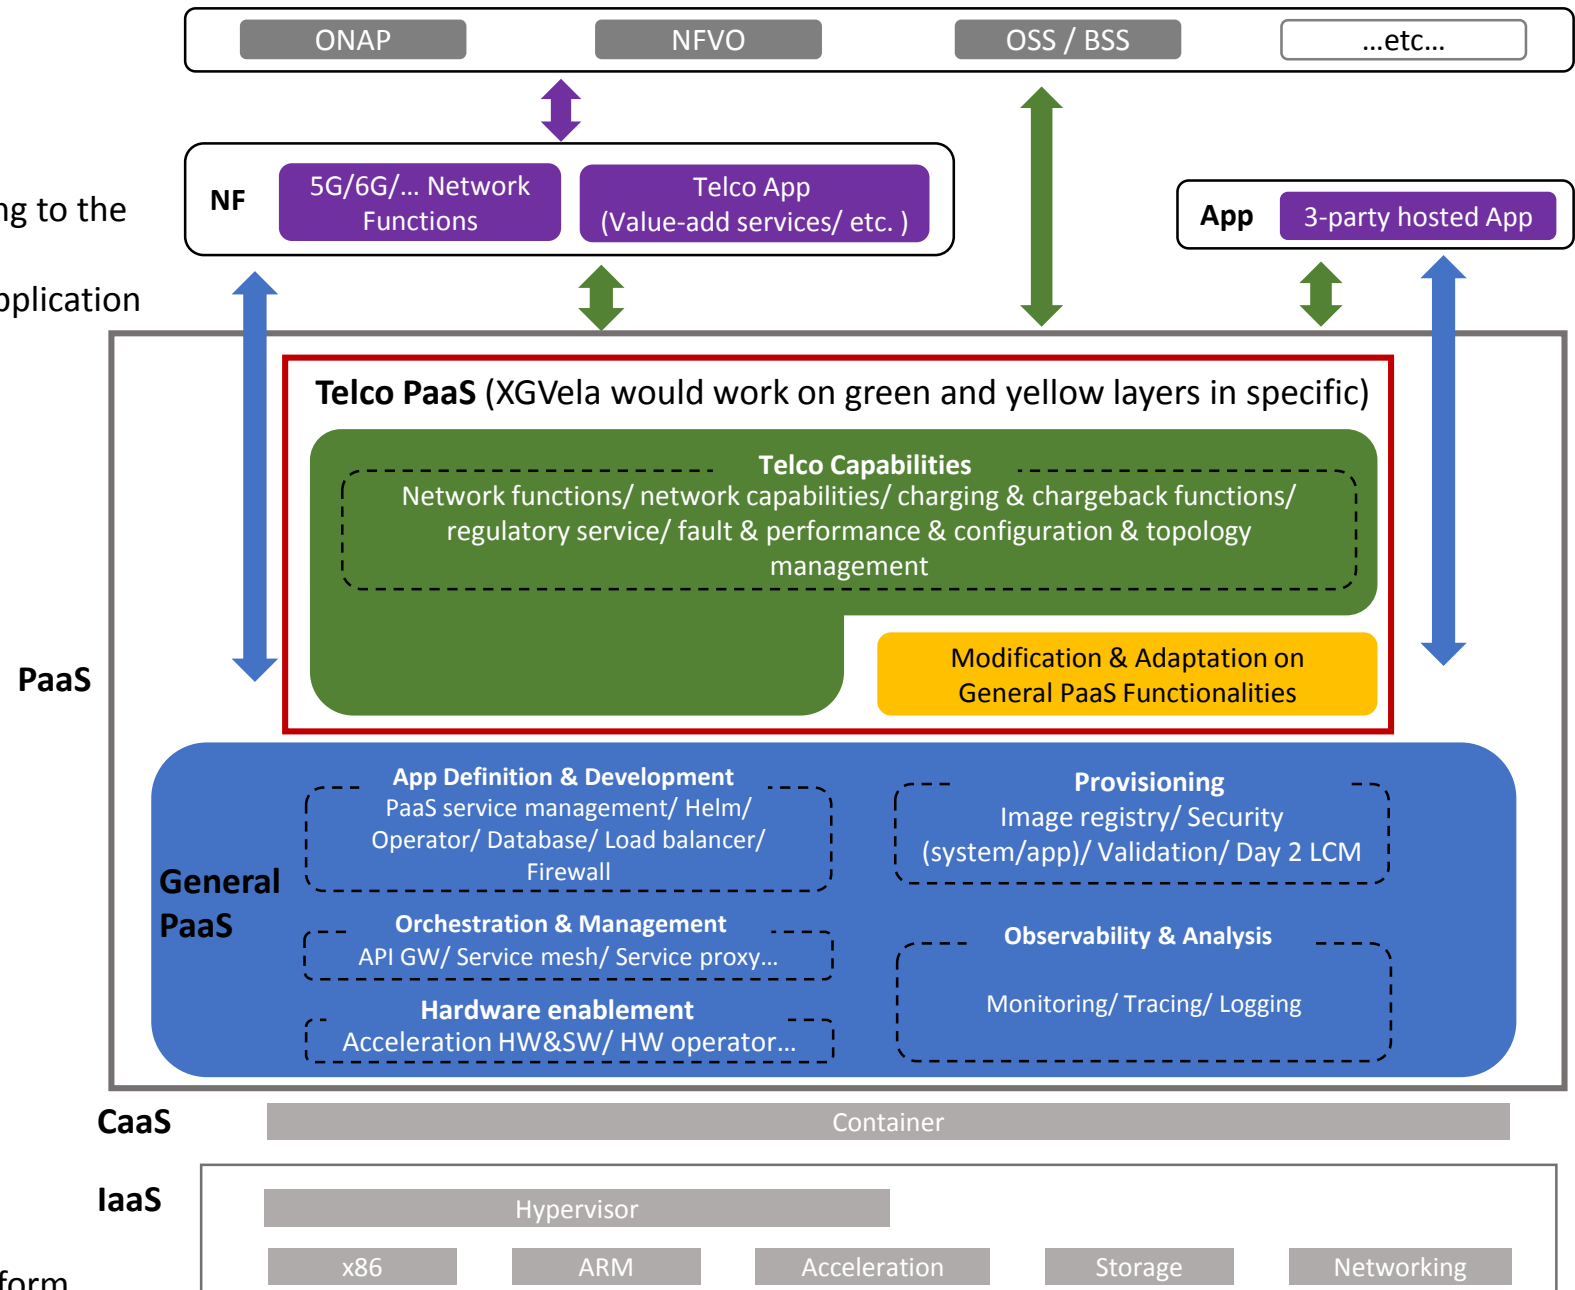 ONAP
NFVO
OSS / BSS
...etc...
NF
5G/6G/... Network
Functions
Telco App
(Value-add services/ etc. )
App
3-party hosted App
ng to the
pplication
Telco PaaS (XGVela would work on green and yellow layers in specific)
Telco Capabilities
Network functions/ network capabilities/ charging & chargeback functions/
regulatory service/ fault & performance & configuration & topology
management
Modification & Adaptation on
General PaaS Functionalities
PaaS
General
PaaS
App Definition & Development
PaaS service management/ Helm/
Operator/ Database/ Load balancer/
Firewall
Provisioning
Image registry/ Security
(system/app)/ Validation/ Day 2 LCM
Orchestration & Management
API GW/ Service mesh/ Service proxy...
Observability & Analysis
Monitoring/ Tracing/ Logging
Hardware enablement
Acceleration HW&SW/ HW operator...
CaaS
Container
IaaS
Hypervisor
x86
ARM
Acceleration
Storage
Networking
form